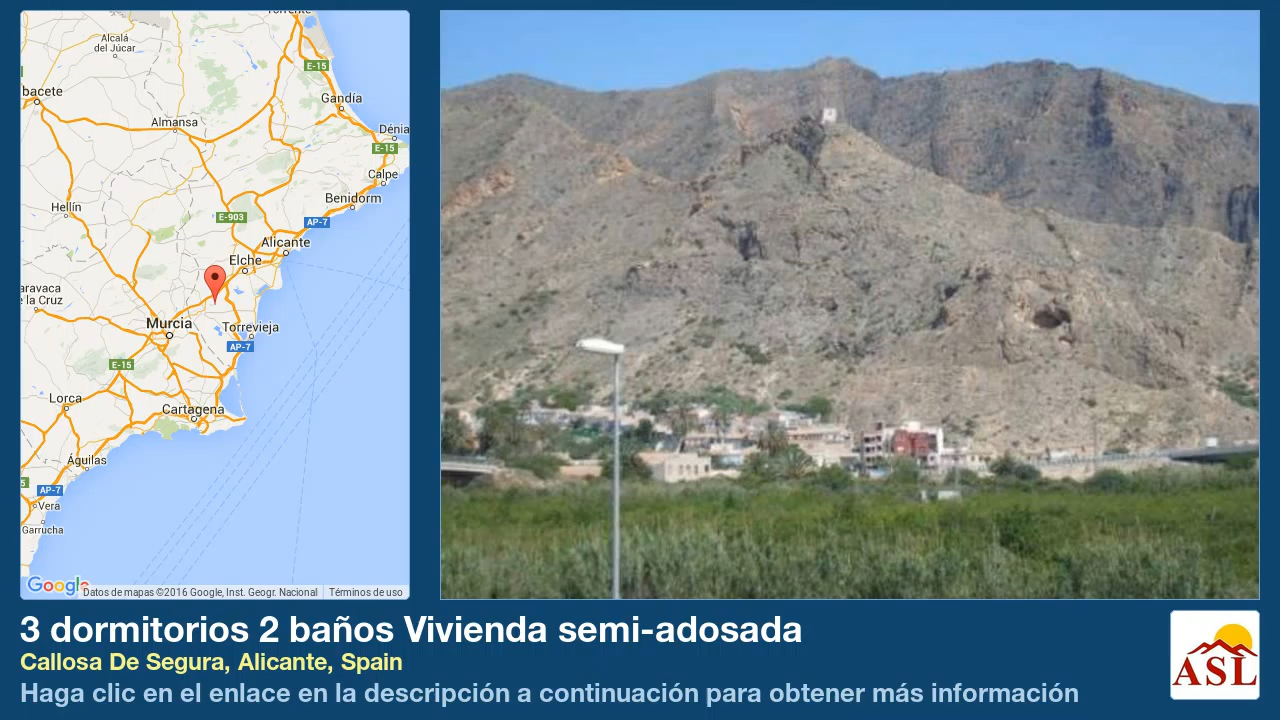 Torrente
Alcalá
del Júcar
E-15
bacete
Gandía
Almansa
Dénia
E-15
Calpe
Benidorm
Hellín
E-903
AP-7
Alicante
Elche
aravaca
e la Cruz
Murcia
Torrevieja
AP-7
E-15
Lorca
Cartagena
Águilas
5
AP-7
Vera
Garrucha
Google
Datos de mapas ©2016 Google, Inst. Geogr. Nacional
Términos de uso
3 dormitorios 2 baños Vivienda semi-adosada
Callosa De Segura, Alicante, Spain
Haga clic en el enlace en la descripción a continuación para obtener más información
ASL